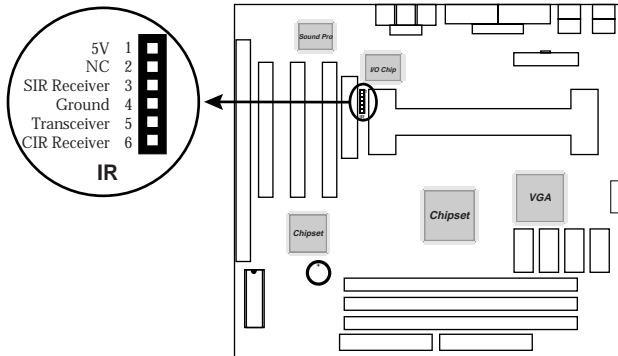 5V 1
NC 2
SIR Receiver 3
Ground 4
Transceiver 5
CIR Receiver 6
IR
Sound Pro
I/O Chip
Chipset
VGA
Chipset